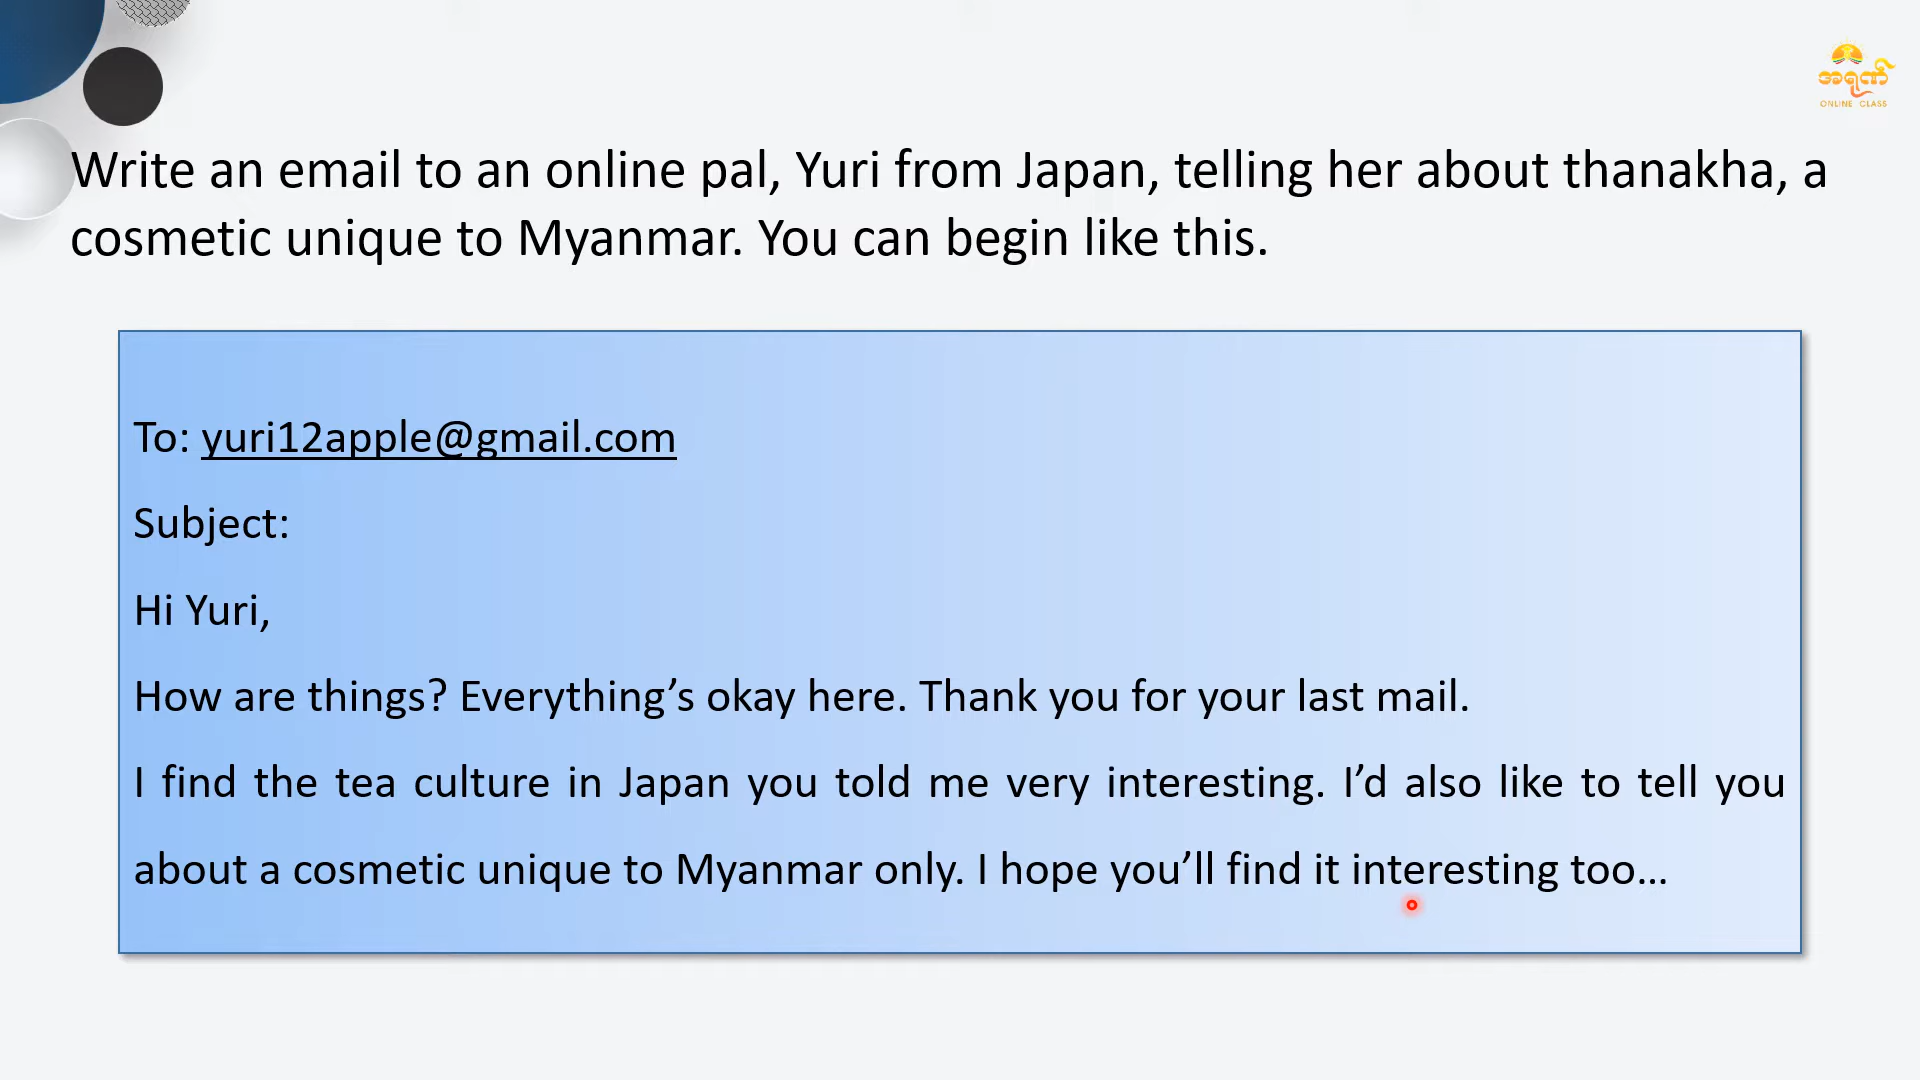 အရုဏ်
ONLINE CLASS
Write an email to an online pal, Yuri from Japan, telling her about thanakha, a
cosmetic unique to Myanmar. You can begin like this.
To: yuri12apple@gmail.com
Subject:
Hi Yuri,
How are things? Everything’s okay here. Thank you for your last mail.
I find the tea culture in Japan you told me very interesting. I’d also like to tell you
about a cosmetic unique to Myanmar only. I hope you’ll find it interesting too...